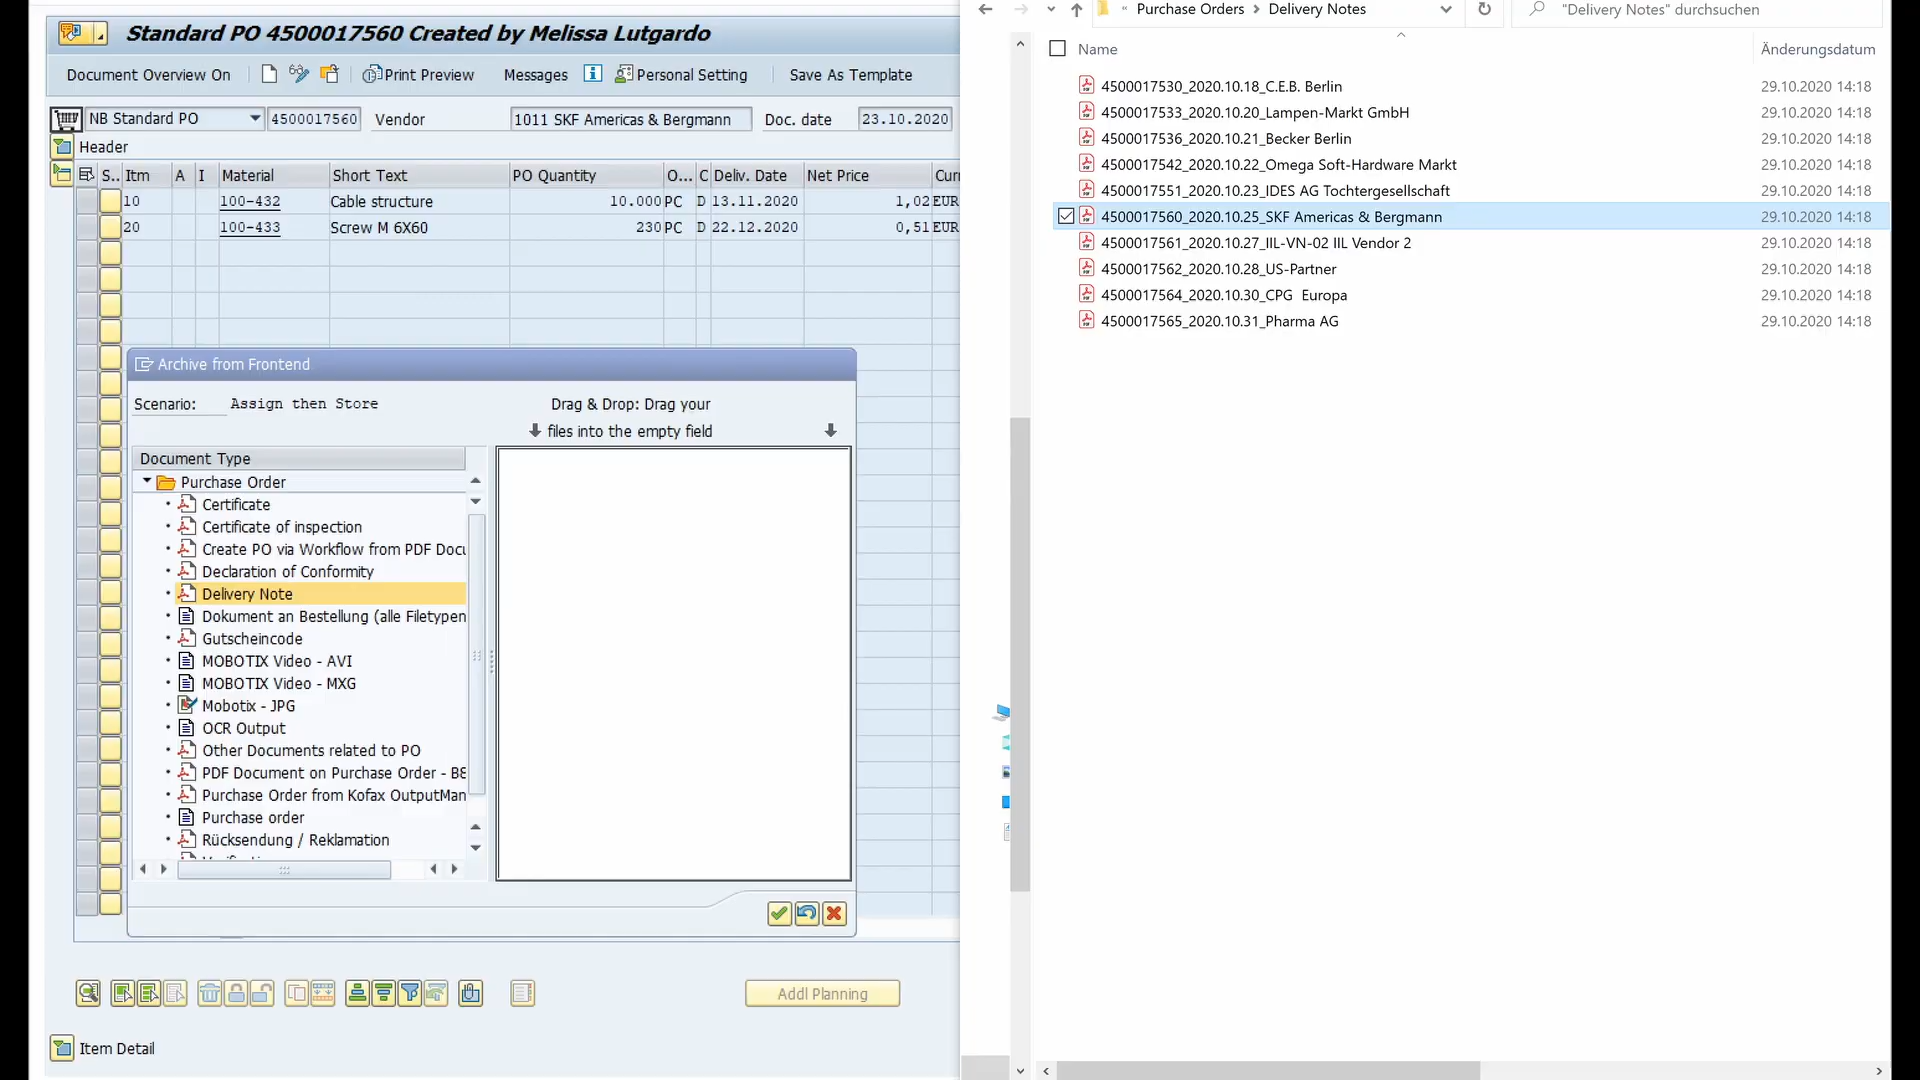 Standard PO 4500017560 Created by Melissa Lutgardo
Document Overview On Print Preview Messages Personal Setting Save As Template
NB Standard PO 4500017560 Vendor 1011 SKF Americas & Bergmann Doc. date 23.10.2020
Header
S.. Itm A I Material Short Text PO Quantity O... C Deliv. Date Net Price Curr
10 100-432 Cable structure 10.000 PC D 13.11.2020 1,02 EUR
20 100-433 Screw M 6X60 230 PC D 22.12.2020 0,51 EUR
Archive from Frontend
Scenario: Assign then Store
Drag & Drop: Drag your
files into the empty field
Document Type
Purchase Order
Certificate
Certificate of inspection
Create PO via Workflow from PDF Docu
Declaration of Conformity
Delivery Note
Dokument an Bestellung (alle Filetypen
Gutscheincode
MOBOTIX Video - AVI
MOBOTIX Video - MXG
Mobotix - JPG
OCR Output
Other Documents related to PO
PDF Document on Purchase Order - BE
Purchase Order from Kofax OutputMan
Purchase order
Rücksendung / Reklamation
Addl Planning
Item Detail
« Purchase Orders > Delivery Notes
"Delivery Notes" durchsuchen
Name Änderungsdatum
4500017530_2020.10.18_C.E.B. Berlin 29.10.2020 14:18
4500017533_2020.10.20_Lampen-Markt GmbH 29.10.2020 14:18
4500017536_2020.10.21_Becker Berlin 29.10.2020 14:18
4500017542_2020.10.22_Omega Soft-Hardware Markt 29.10.2020 14:18
4500017551_2020.10.23_IDES AG Tochtergesellschaft 29.10.2020 14:18
4500017560_2020.10.25_SKF Americas & Bergmann 29.10.2020 14:18
4500017561_2020.10.27_IIL-VN-02 IIL Vendor 2 29.10.2020 14:18
4500017562_2020.10.28_US-Partner 29.10.2020 14:18
4500017564_2020.10.30_CPG  Europa 29.10.2020 14:18
4500017565_2020.10.31_Pharma AG 29.10.2020 14:18